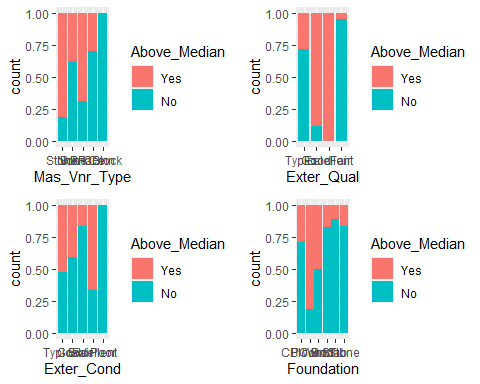 1.00
0.75
0.50
0.25
0.00
count
Mas_Vnr_Type
Above_Median
Yes
No
1.00
0.75
0.50
0.25
0.00
count
Exter_Qual
Above_Median
Yes
No
1.00
0.75
0.50
0.25
0.00
count
Exter_Cond
Above_Median
Yes
No
1.00
0.75
0.50
0.25
0.00
count
Foundation
Above_Median
Yes
No